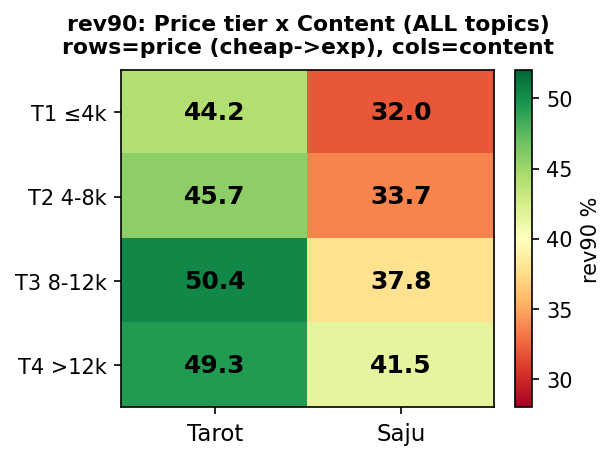 rev90: Price tier x Content (ALL topics)
rows=price (cheap->exp), cols=content
T1 ≤4k 44.2 32.0
T2 4-8k 45.7 33.7
T3 8-12k 50.4 37.8
T4 >12k 49.3 41.5
Tarot Saju
50
45
40
35
30
rev90 %